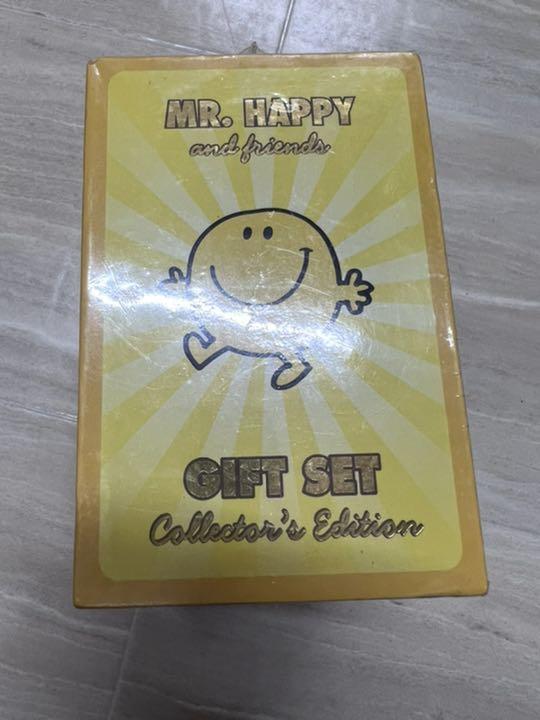 MR. HAPPY
and friends
GIFT SET
Collector's Edition